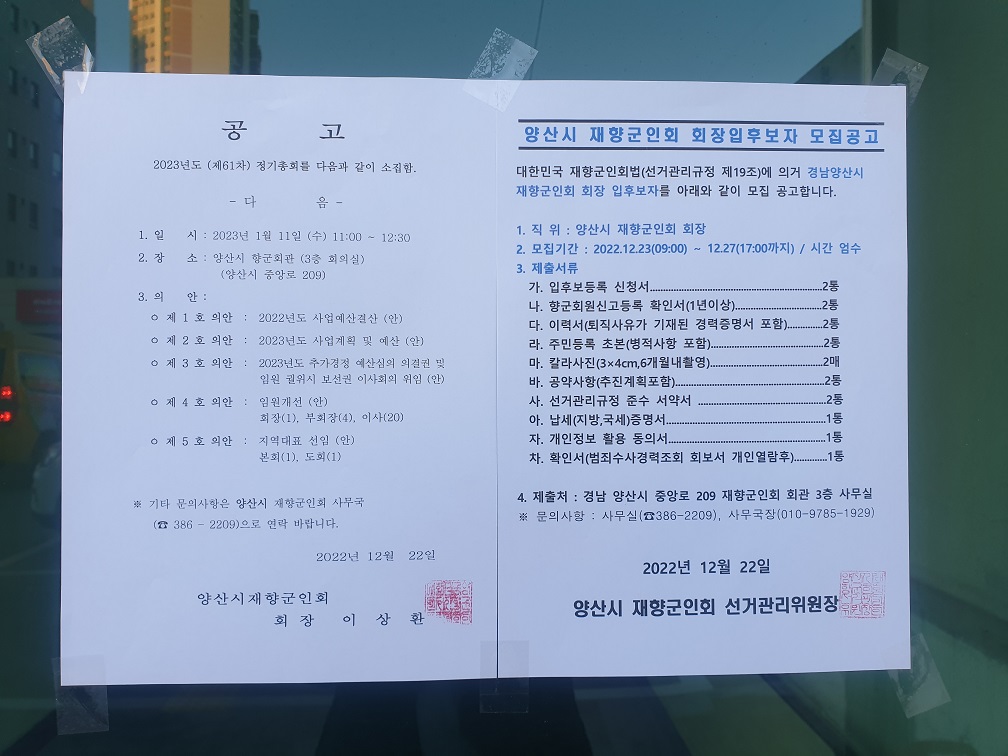 공 고
2023년도 (제61차) 정기총회를 다음과 같이 소집함.
- 다 음 -
1. 일 시 : 2023년 1월 11일 (수) 11:00 ~ 12:30
2. 장 소 : 양산시 향군회관 (3층 회의실)
(양산시 중앙로 209)
3. 의 안 :
ㅇ 제 1 호 의안 : 2022년도 사업예산결산 (안)
ㅇ 제 2 호 의안 : 2023년도 사업계획 및 예산 (안)
ㅇ 제 3 호 의안 : 2023년도 추가경정 예산심의 의결권 및
임원 궐위시 보선권 이사회의 위임 (안)
ㅇ 제 4 호 의안 : 임원개선 (안)
회장(1), 부회장(4), 이사(20)
ㅇ 제 5 호 의안 : 지역대표 선임 (안)
본회(1), 도회(1)
※ 기타 문의사항은 양산시 재향군인회 사무국
(☎ 386 - 2209)으로 연락 바랍니다.
2022년 12월 22일
양산시재향군인회
회 장 이 상 환
양산시 재향군인회 회장입후보자 모집공고
대한민국 재향군인회법(선거관리규정 제19조)에 의거 경남양산시
재향군인회 회장 입후보자를 아래와 같이 모집 공고합니다.
1. 직 위 : 양산시 재향군인회 회장
2. 모집기간 : 2022.12.23(09:00) ~ 12.27(17:00까지) / 시간 엄수
3. 제출서류
가. 입후보등록 신청서..........2통
나. 향군회원신고등록 확인서(1년이상)..........2통
다. 이력서(퇴직사유가 기재된 경력증명서 포함)..........2통
라. 주민등록 초본(병적사항 포함)..........2통
마. 칼라사진(3×4cm,6개월내촬영)..........2매
바. 공약사항(추진계획포함)..........2통
사. 선거관리규정 준수 서약서 ..........2통
아. 납세(지방,국세)증명서..........1통
자. 개인정보 활용 동의서..........1통
차. 확인서(범죄수사경력조회 회보서 개인열람후)..........1통
4. 제출처 : 경남 양산시 중앙로 209 재향군인회 회관 3층 사무실
※ 문의사항 : 사무실(☎386-2209), 사무국장(010-9785-1929)
2022년 12월 22일
양산시 재향군인회 선거관리위원장